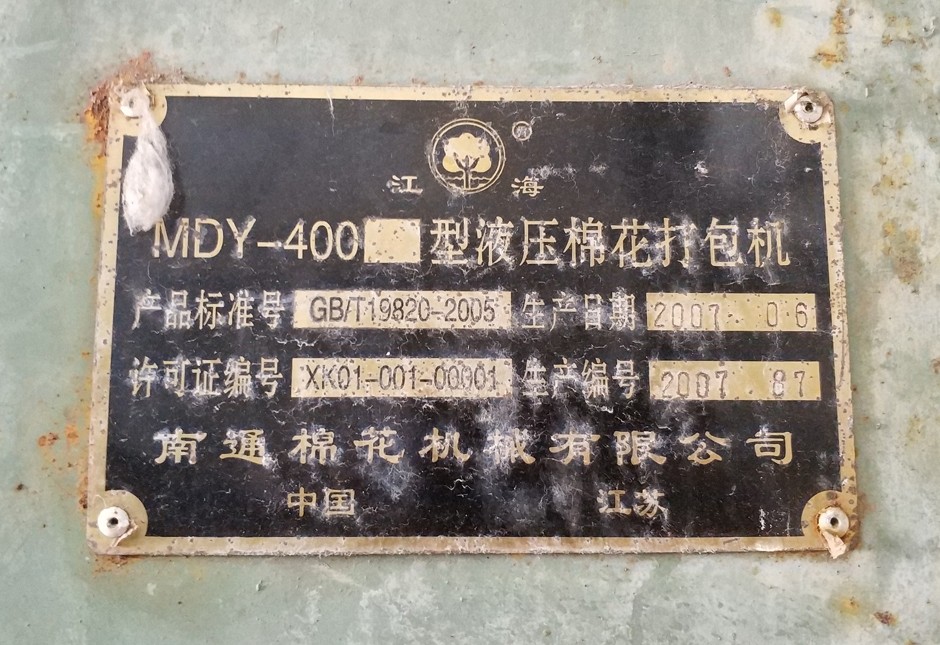 江 海
MDY-400 型液压棉花打包机
产品标准号 GB/T19820-2005 生产日期 2007. 06
许可证编号 XK01-001-00001 生产编号 2007 87
南通棉花机械有限公司
中国 江苏